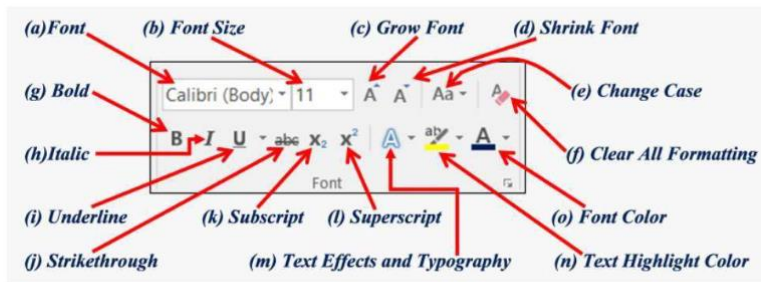 (a)Font (b) Font Size (c) Grow Font (d) Shrink Font
(g) Bold Calibri (Body) 11 A A Aa A (e) Change Case
(h)Italic B I U abc X₂ X² A ab A (f) Clear All Formatting
Font
(i) Underline (k) Subscript (l) Superscript (o) Font Color
(j) Strikethrough (m) Text Effects and Typography (n) Text Highlight Color